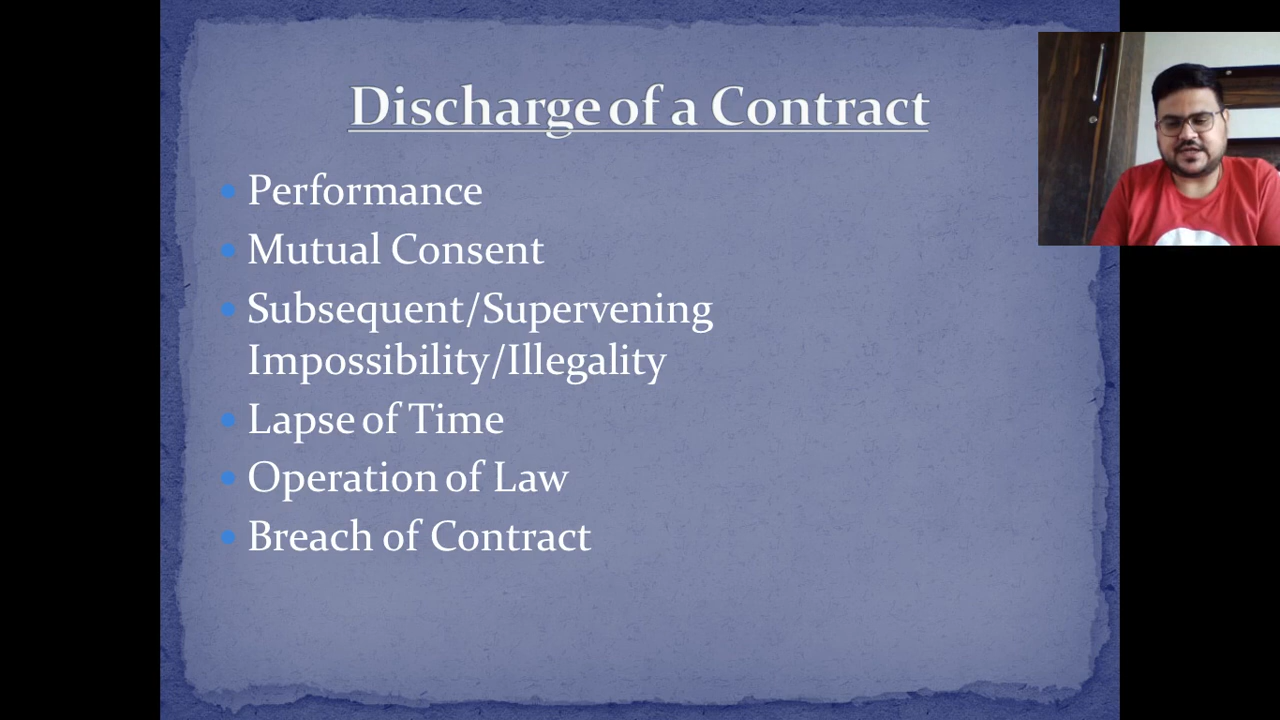 Discharge of a Contract
Performance
Mutual Consent
Subsequent/Supervening
Impossibility/Illegality
Lapse of Time
Operation of Law
Breach of Contract